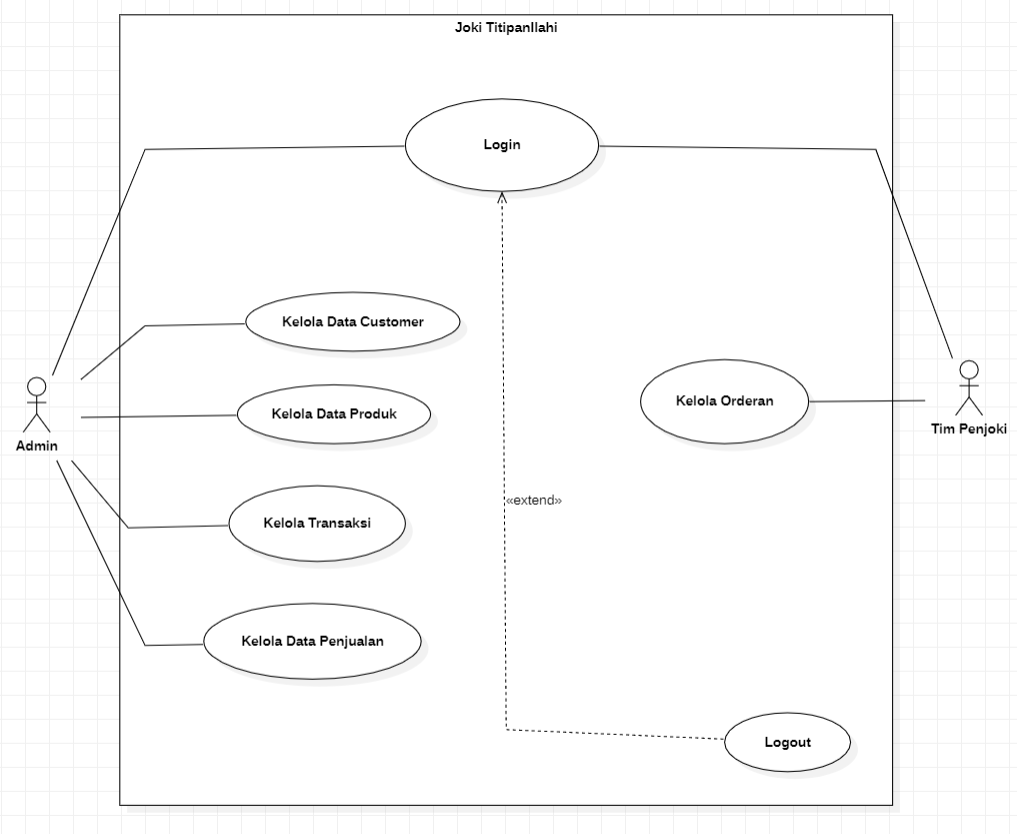 Joki TitipanIlahi
Login
Kelola Data Customer
Kelola Data Produk
Kelola Orderan
Admin
Tim Penjoki
«extend»
Kelola Transaksi
Kelola Data Penjualan
Logout